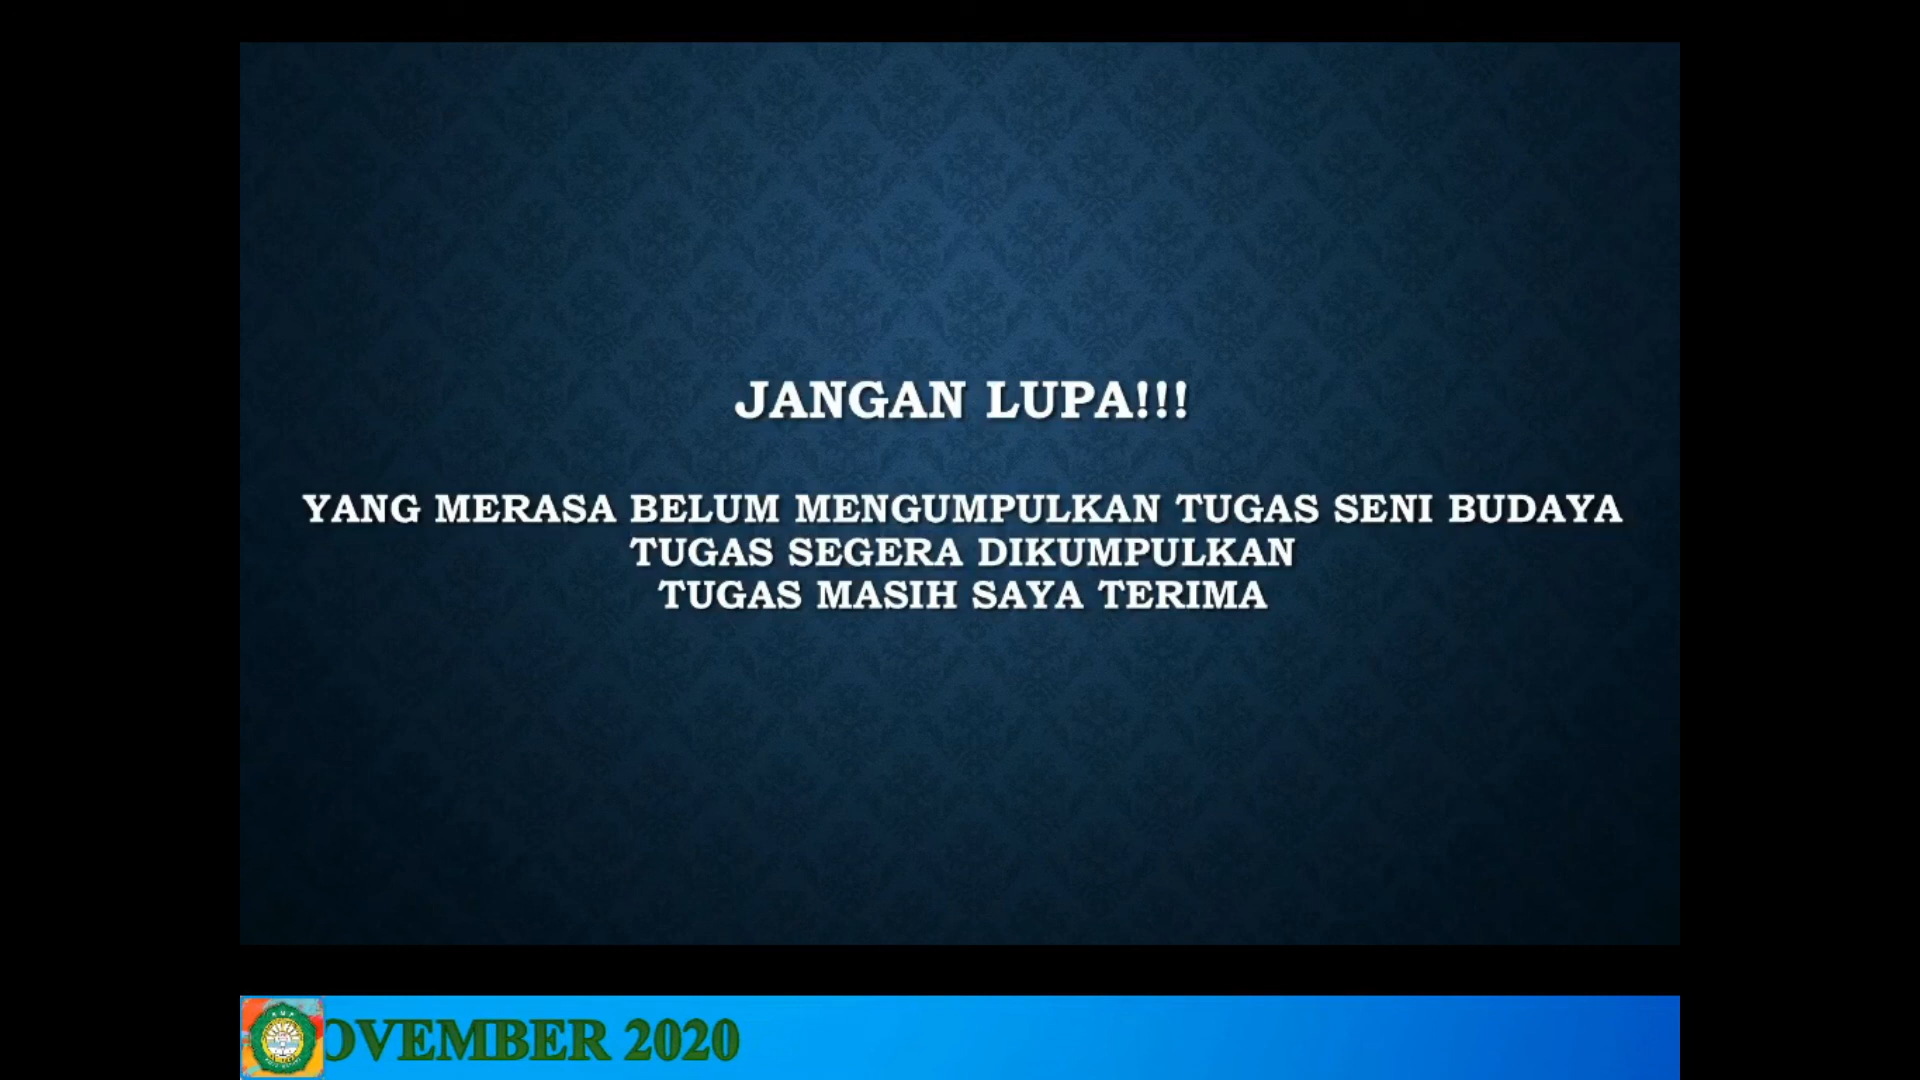 JANGAN LUPA!!!
YANG MERASA BELUM MENGUMPULKAN TUGAS SENI BUDAYA
TUGAS SEGERA DIKUMPULKAN
TUGAS MASIH SAYA TERIMA
OVEMBER 2020